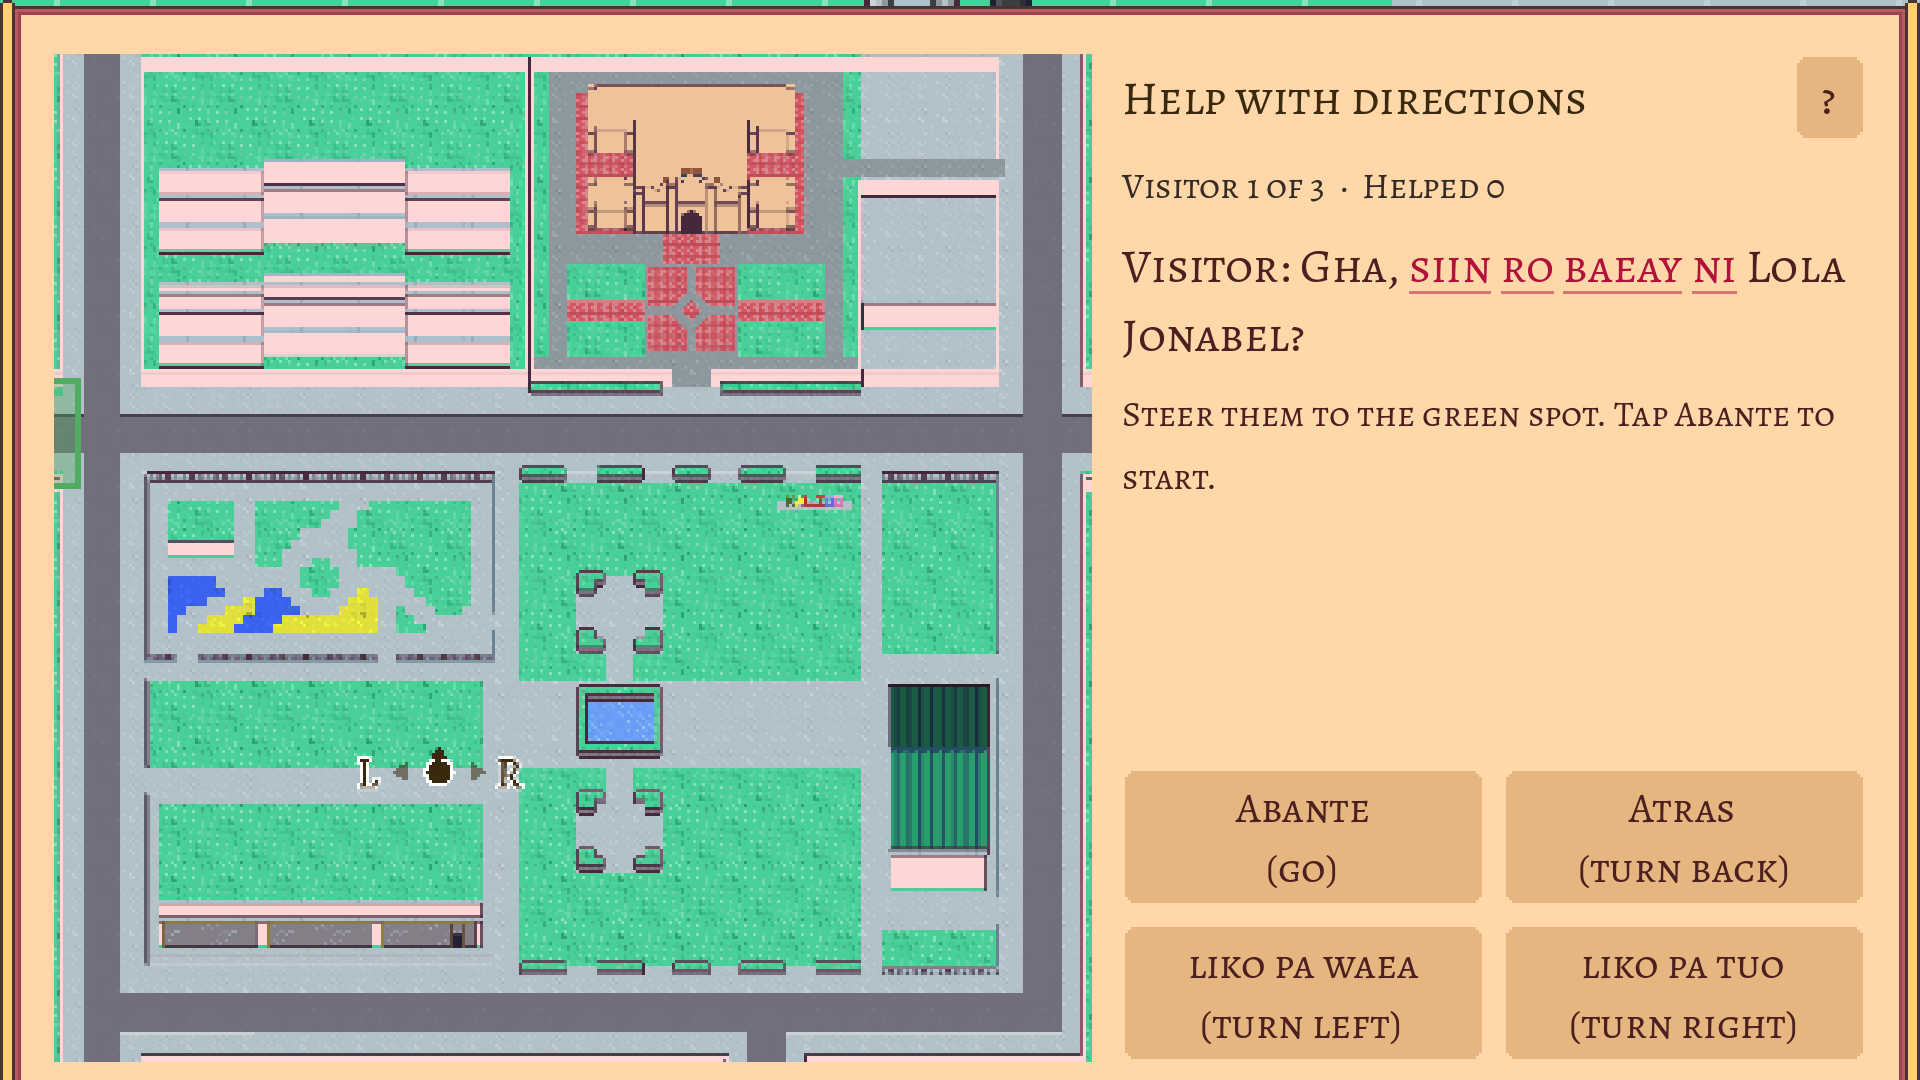 Help with directions
?
Visitor 1 of 3 · Helped 0
Visitor: Gha, siin ro baeay ni Lola
Jonabel?
Steer them to the green spot. Tap Abante to
start.
L R
Abante
(go)
Atras
(turn back)
liko pa waea
(turn left)
liko pa tuo
(turn right)